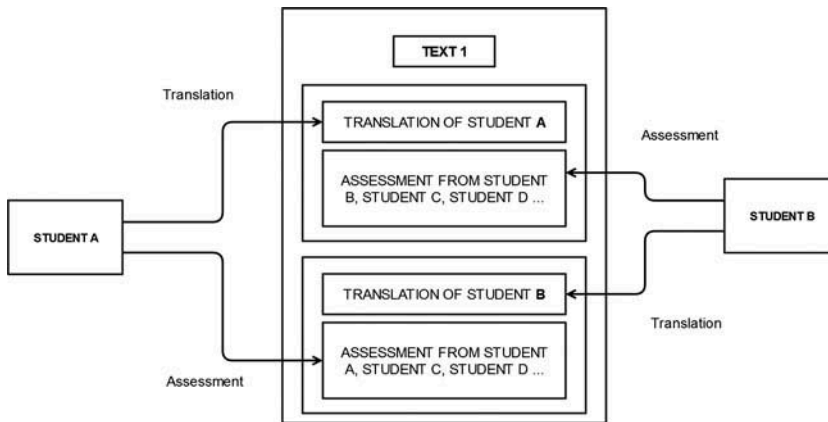 TEXT 1
Translation
TRANSLATION OF STUDENT A
Assessment
ASSESSMENT FROM STUDENT
B, STUDENT C, STUDENT D ...
STUDENT A
STUDENT B
TRANSLATION OF STUDENT B
Translation
ASSESSMENT FROM STUDENT
A, STUDENT C, STUDENT D ...
Assessment